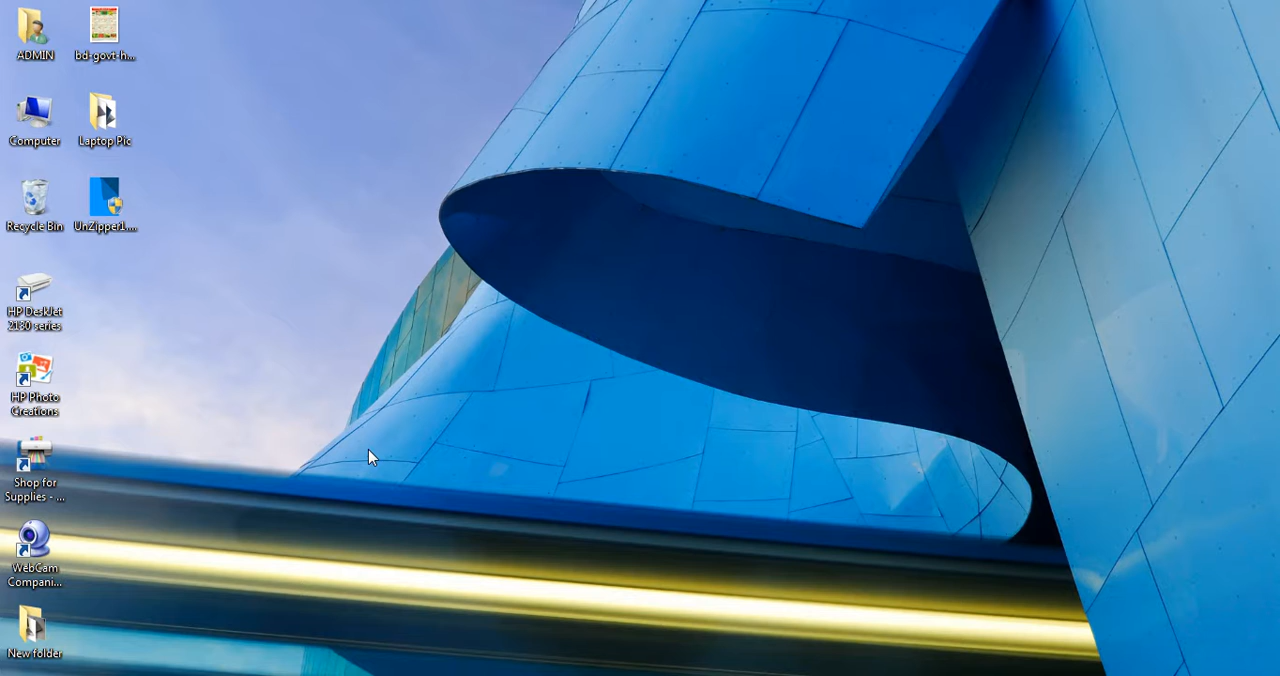 ADMIN
bd-govt-h...
Computer
Laptop Pic
Recycle Bin
UnZipper1....
HP DeskJet
2130 series
HP Photo
Creations
Shop for
Supplies - ...
WebCam
Compani...
New folder